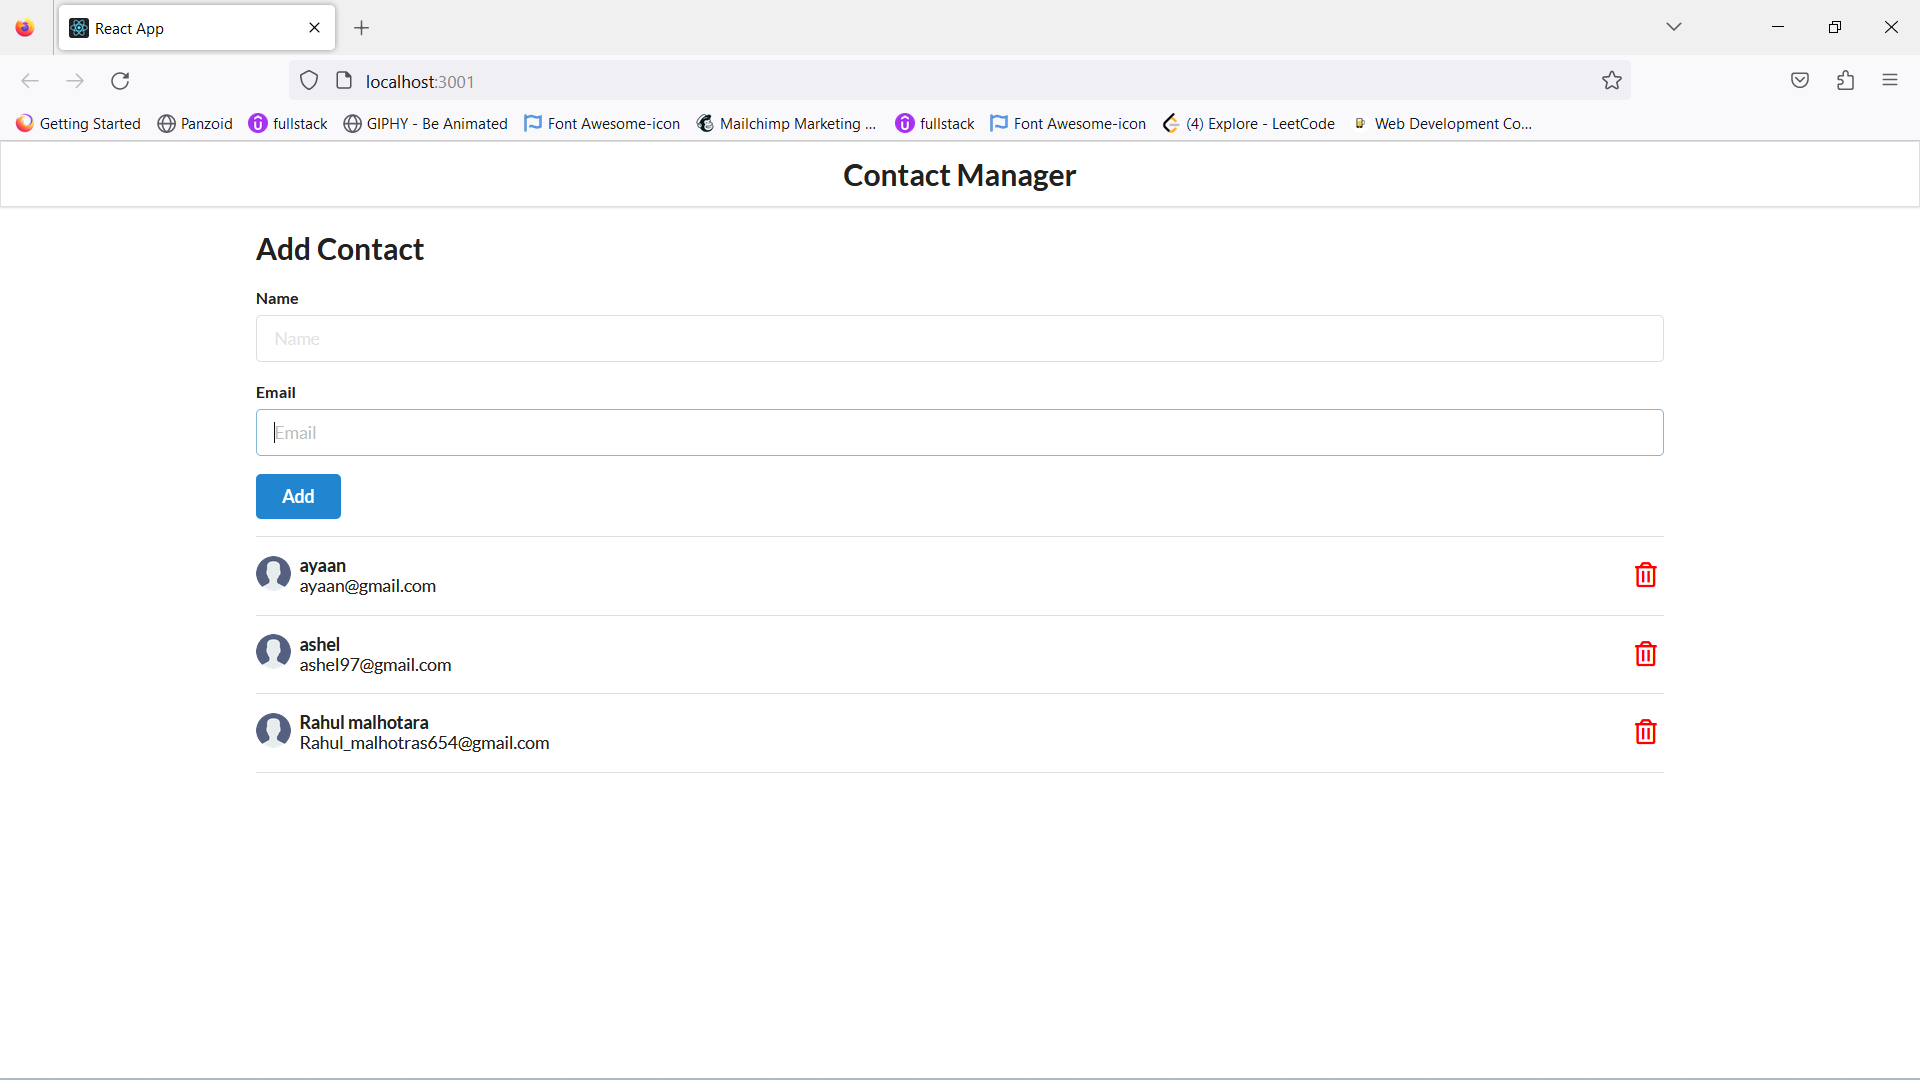 React App
localhost:3001
Getting Started Panzoid fullstack GIPHY - Be Animated Font Awesome-icon Mailchimp Marketing ... fullstack Font Awesome-icon (4) Explore - LeetCode Web Development Co...
Contact Manager
Add Contact
Name
Name
Email
Email
Add
ayaan
ayaan@gmail.com
ashel
ashel97@gmail.com
Rahul malhotara
Rahul_malhotras654@gmail.com